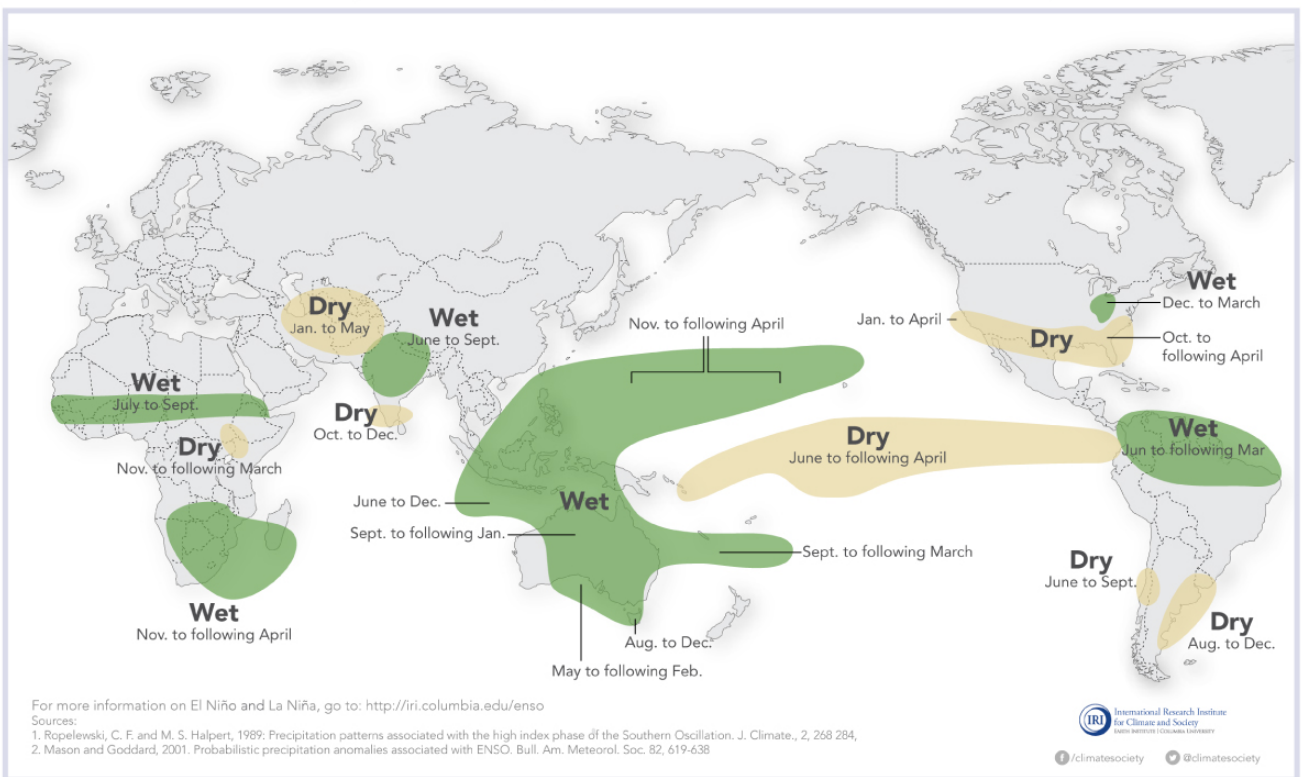 Dry
Jan. to May
Wet
June to Sept.
Nov. to following April
Jan. to April
Wet
Dec. to March
Dry
Oct. to
following April
Wet
July to Sept.
Dry
Oct. to Dec.
Dry
Nov. to following March
Dry
June to following April
Wet
Jun to following Mar
June to Dec.
Wet
Sept. to following Jan.
Sept. to following March
Dry
June to Sept.
Wet
Nov. to following April
Aug. to Dec.
May to following Feb.
Dry
Aug. to Dec.
For more information on El Niño and La Niña, go to: http://iri.columbia.edu/enso
Sources:
1. Ropelewski, C. F. and M. S. Halpert, 1989: Precipitation patterns associated with the high index phase df the Southern Oscillation. J. Climate., 2, 268 284,
2. Mason and Goddard, 2001. Probabilistic precipitation anomalies associated with ENSO. Bull. Am. Meteorol. Soc. 82, 619-638
IRI
International Research Institute
for Climate and Society
EARTH INSTITUTE | COLUMBIA UNIVERSITY
/climatesociety
@climatesociety